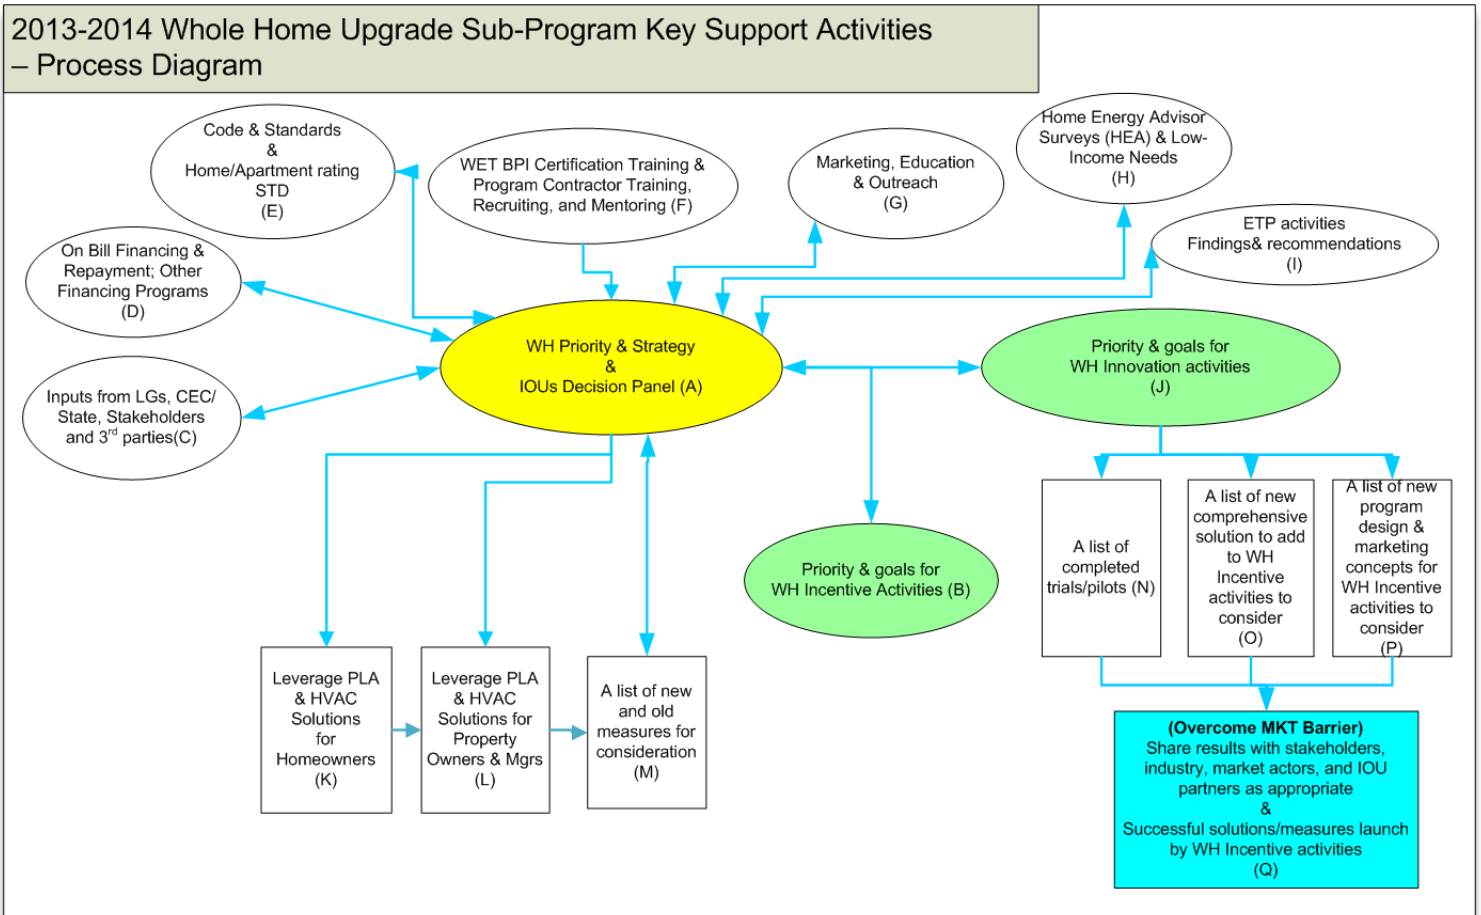 2013-2014 Whole Home Upgrade Sub-Program Key Support Activities
– Process Diagram
Code & Standards
&
Home/Apartment rating
STD
(E)
WET BPI Certification Training &
Program Contractor Training,
Recruiting, and Mentoring (F)
Marketing, Education
& Outreach
(G)
Home Energy Advisor
Surveys (HEA) & Low-
Income Needs
(H)
ETP activities
Findings& recommendations
(I)
On Bill Financing &
Repayment; Other
Financing Programs
(D)
Inputs from LGs, CEC/
State, Stakeholders
and 3rd parties(C)
WH Priority & Strategy
&
IOUs Decision Panel (A)
Priority & goals for
WH Innovation activities
(J)
Priority & goals for
WH Incentive Activities (B)
A list of
completed
trials/pilots (N)
A list of new
comprehensive
solution to add
to WH
Incentive
activities to
consider
(O)
A list of new
program
design &
marketing
concepts for
WH Incentive
activities to
consider
(P)
Leverage PLA
& HVAC
Solutions
for
Homeowners
(K)
Leverage PLA
& HVAC
Solutions for
Property
Owners & Mgrs
(L)
A list of new
and old
measures for
consideration
(M)
(Overcome MKT Barrier)
Share results with stakeholders,
industry, market actors, and IOU
partners as appropriate
&
Successful solutions/measures launch
by WH Incentive activities
(Q)